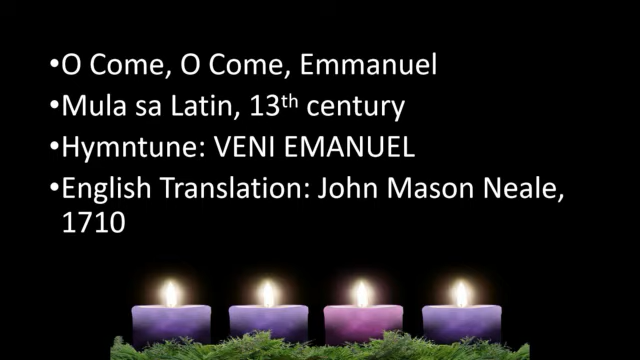 •O Come, O Come, Emmanuel
•Mula sa Latin, 13th century
•Hymntune: VENI EMANUEL
•English Translation: John Mason Neale,
1710